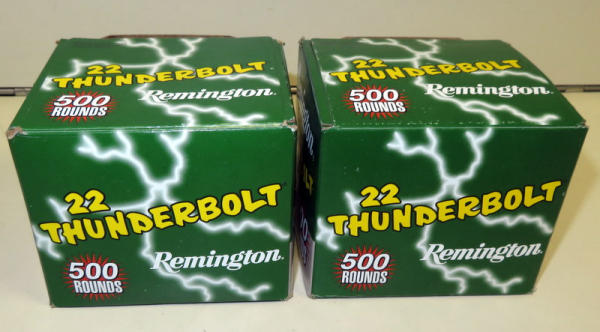 22
THUNDERBOLT
500
ROUNDS
Remington
22
THUNDERBOLT
500
ROUNDS
Remington.
22
THUNDERBOLT
500
ROUNDS
Remington
22
THUNDERBOLT
500
ROUNDS
Remington.